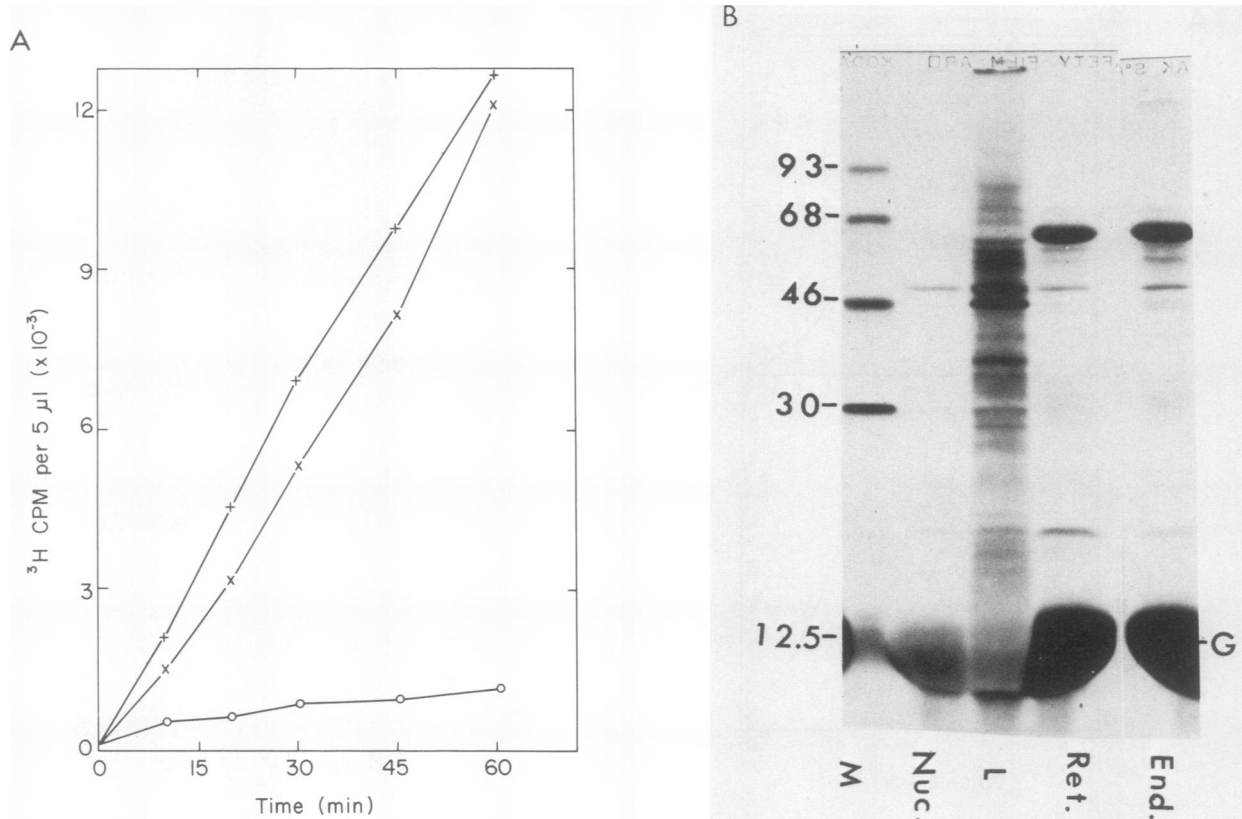 A
12
9
6
3
0
0 15 30 45 60
³H CPM per 5 µl (x 10⁻³)
Time (min)
B
93-
68-
46-
30-
12.5-
-G
M
Nuc.
L
Ret.
End.